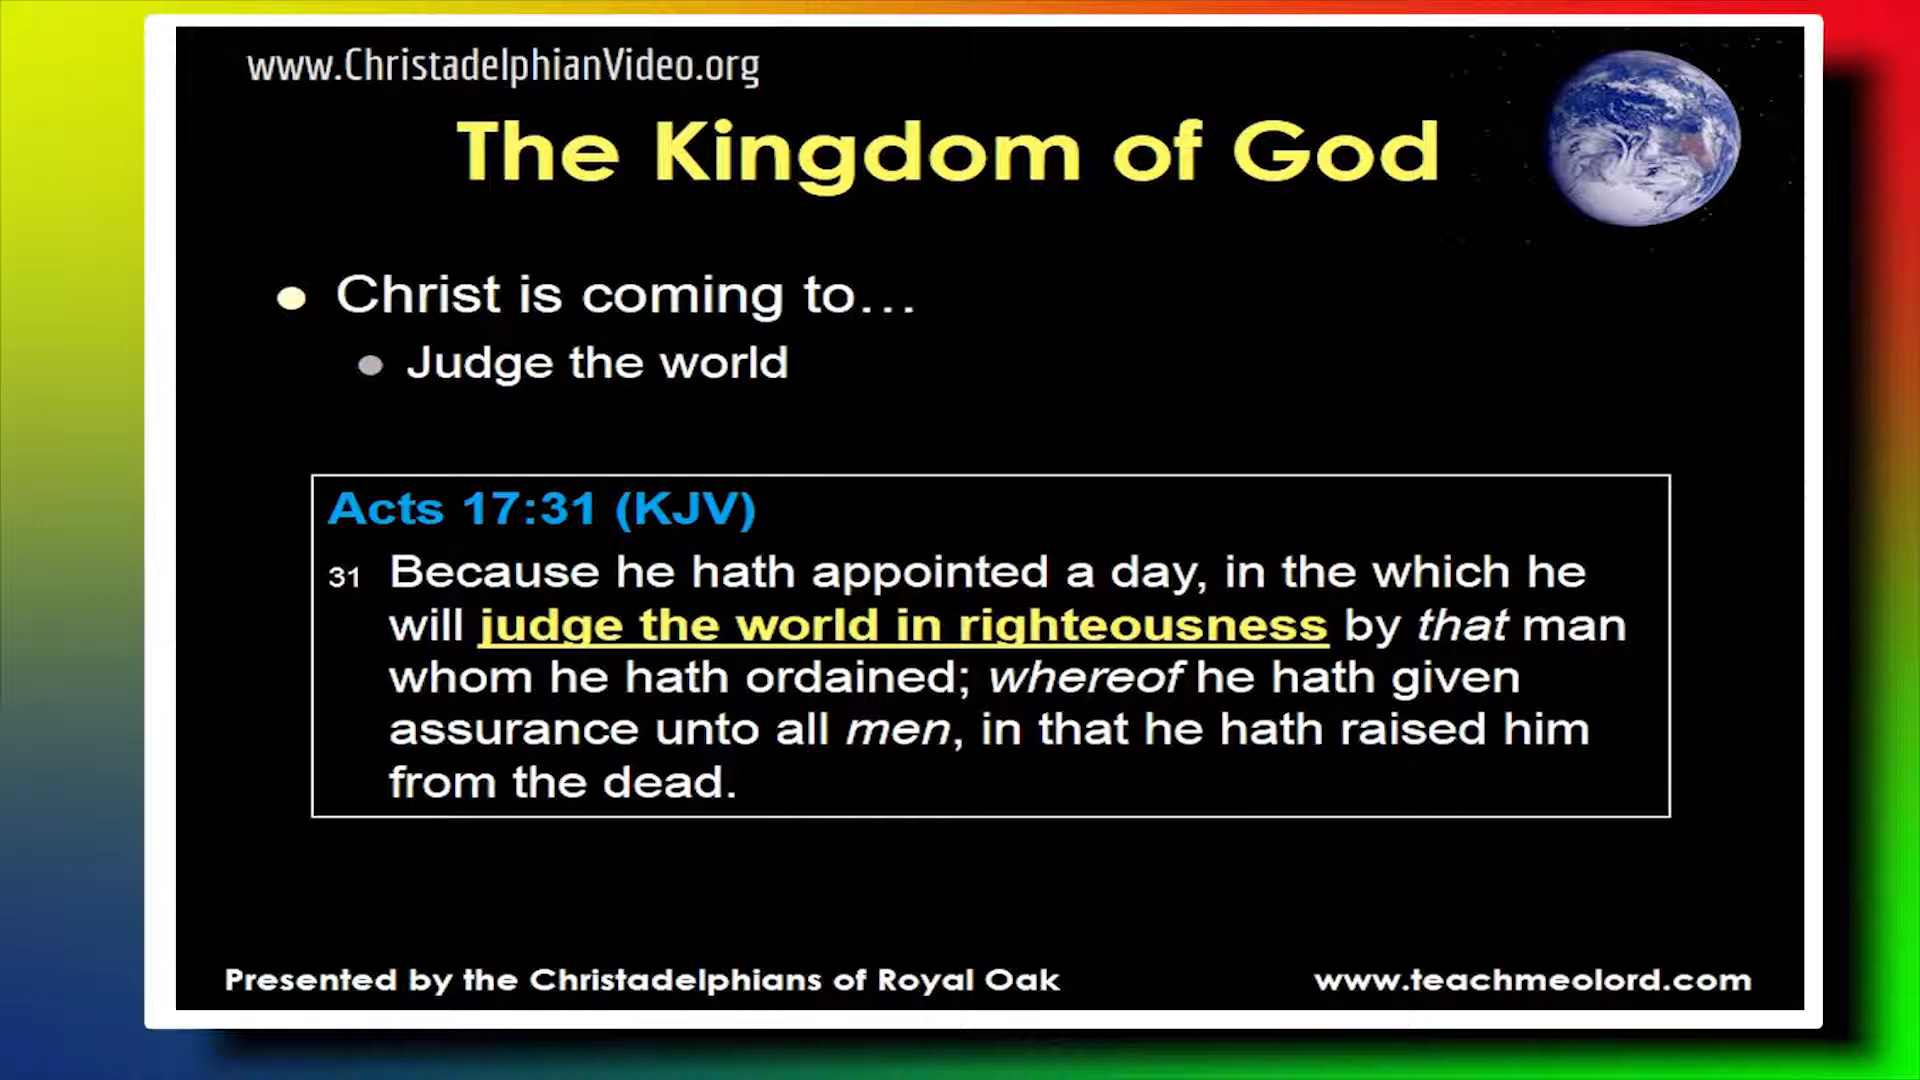 www.ChristadelphianVideo.org
The Kingdom of God
Christ is coming to...
Judge the world
Acts 17:31 (KJV)
31 Because he hath appointed a day, in the which he
will judge the world in righteousness by that man
whom he hath ordained; whereof he hath given
assurance unto all men, in that he hath raised him
from the dead.
Presented by the Christadelphians of Royal Oak
www.teachmeolord.com